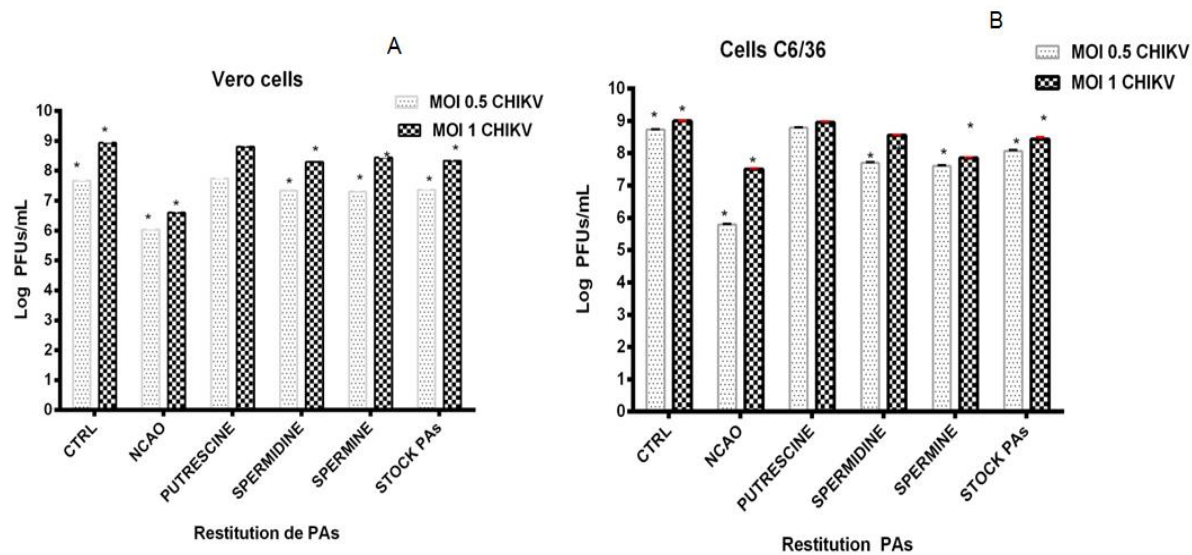 A
Vero cells
MOI 0.5 CHIKV
MOI 1 CHIKV
Log PFUs/mL
10
9
8
7
6
5
4
3
2
1
0
* * * * * * * * * *
CTRL
NCAO
PUTRESCINE
SPERMIDINE
SPERMINE
STOCK PAs
Restitution de PAs
B
Cells C6/36
MOI 0.5 CHIKV
MOI 1 CHIKV
Log PFUs/mL
10
9
8
7
6
5
4
3
2
1
0
* * * * * * * * *
CTRL
NCAO
PUTRESCINE
SPERMIDINE
SPERMINE
STOCK PAs
Restitution PAs